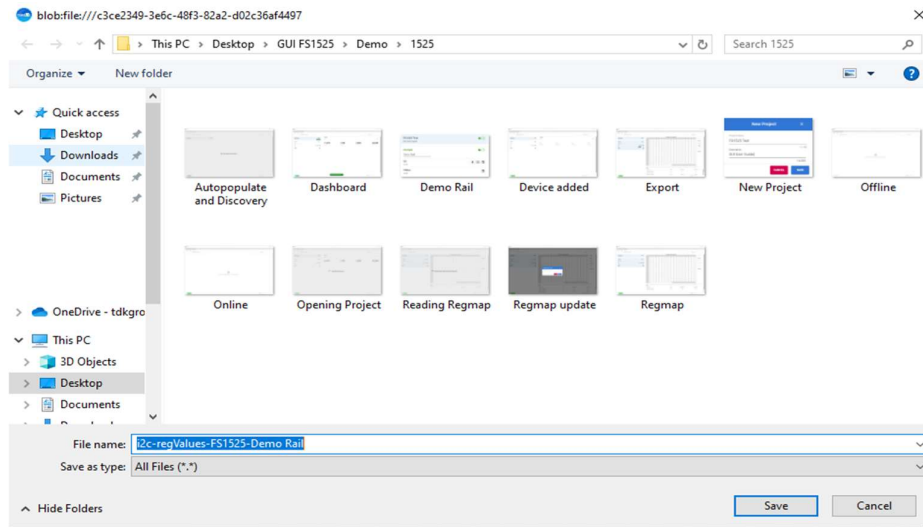 blob:file:///c3ce2349-3e6c-48f3-82a2-d02c36af4497
This PC > Desktop > GUI FS1525 > Demo > 1525
Search 1525
Organize
New folder
Quick access
Desktop
Downloads
Documents
Pictures
OneDrive - tdkgro
This PC
3D Objects
Desktop
Documents
Autopopulate
and Discovery
Dashboard
Demo Rail
Device added
Export
New Project
Offline
Online
Opening Project
Reading Regmap
Regmap update
Regmap
File name: i2c-regValues-FS1525-Demo Rail
Save as type: All Files (*.*)
Hide Folders
Save
Cancel